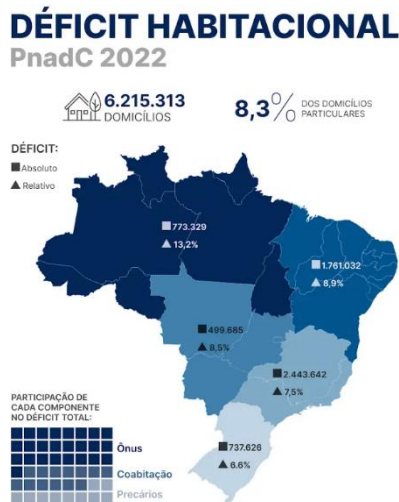 DÉFICIT HABITACIONAL
PnadC 2022
6.215.313
DOMICÍLIOS
8,3%
DOS DOMICÍLIOS
PARTICULARES
DÉFICIT:
Absoluto
Relativo
773.329
13,2%
1.761.032
8,9%
499.685
8,5%
2.443.642
7,5%
737.626
6.6%
PARTICIPAÇÃO DE
CADA COMPONENTE
NO DÉFICIT TOTAL:
Ônus
Coabitação
Precários